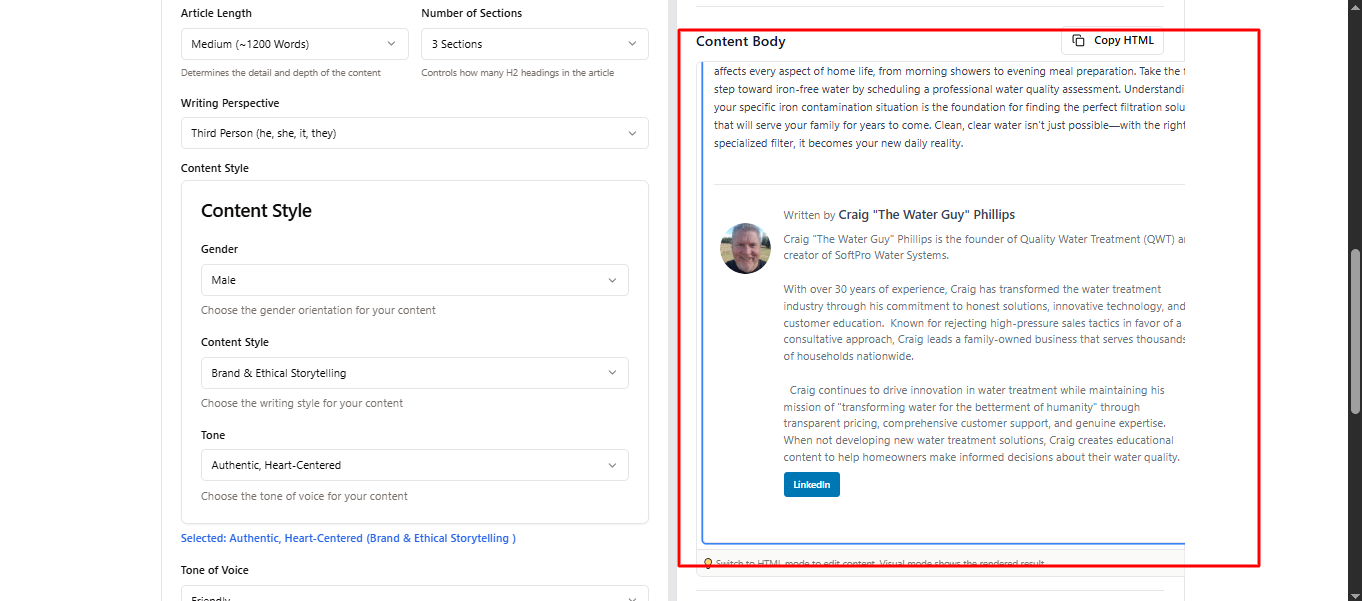 Article Length
Number of Sections
Medium (~1200 Words)
3 Sections
Determines the detail and depth of the content
Controls how many H2 headings in the article
Writing Perspective
Third Person (he, she, it, they)
Content Style
Content Style
Gender
Male
Choose the gender orientation for your content
Content Style
Brand & Ethical Storytelling
Choose the writing style for your content
Tone
Authentic, Heart-Centered
Choose the tone of voice for your content
Selected: Authentic, Heart-Centered (Brand & Ethical Storytelling )
Tone of Voice
Friendly
Content Body
Copy HTML
affects every aspect of home life, from morning showers to evening meal preparation. Take the
step toward iron-free water by scheduling a professional water quality assessment. Understandi
your specific iron contamination situation is the foundation for finding the perfect filtration solu
that will serve your family for years to come. Clean, clear water isn't just possible—with the right
specialized filter, it becomes your new daily reality.
Written by Craig "The Water Guy" Phillips
Craig "The Water Guy" Phillips is the founder of Quality Water Treatment (QWT) a
creator of SoftPro Water Systems.
With over 30 years of experience, Craig has transformed the water treatment
industry through his commitment to honest solutions, innovative technology, and
customer education. Known for rejecting high-pressure sales tactics in favor of a
consultative approach, Craig leads a family-owned business that serves thousands
of households nationwide.
Craig continues to drive innovation in water treatment while maintaining his
mission of "transforming water for the betterment of humanity" through
transparent pricing, comprehensive customer support, and genuine expertise.
When not developing new water treatment solutions, Craig creates educational
content to help homeowners make informed decisions about their water quality.
LinkedIn
Switch to HTML mode to edit content. Visual mode shows the rendered result.